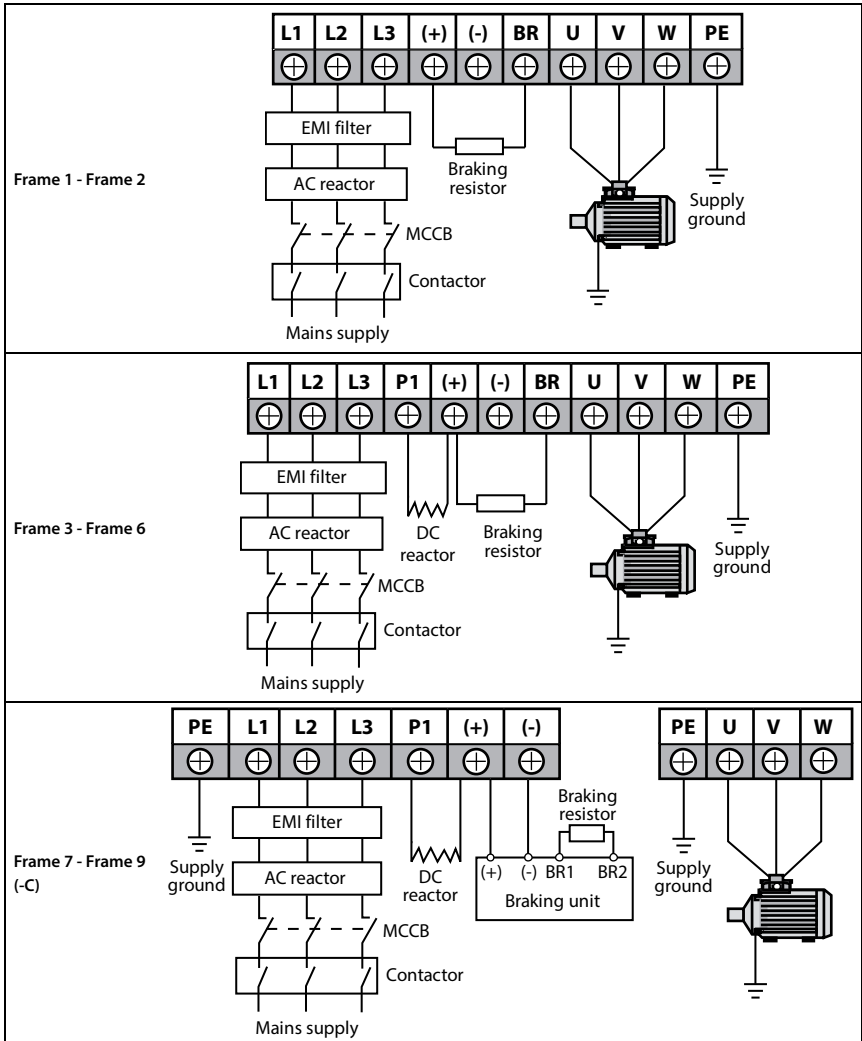 L1 L2 L3 (+) (-) BR U V W PE
EMI filter
AC reactor
MCCB
Contactor
Mains supply
Braking
resistor
Supply
ground
Frame 1 - Frame 2
L1 L2 L3 P1 (+) (-) BR U V W PE
EMI filter
AC reactor
MCCB
Contactor
Mains supply
DC
reactor
Braking
resistor
Supply
ground
Frame 3 - Frame 6
PE L1 L2 L3 P1 (+) (-)
PE U V W
Supply
ground
EMI filter
AC reactor
MCCB
Contactor
Mains supply
DC
reactor
Braking
resistor
(+) (-) BR1 BR2
Braking unit
Supply
ground
Frame 7 - Frame 9
(-C)